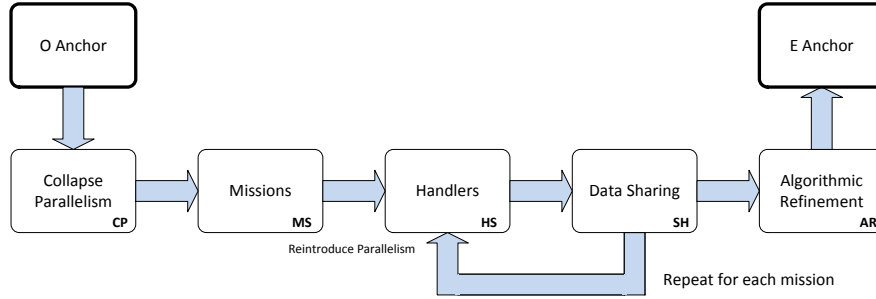 O Anchor
E Anchor
Collapse
Parallelism
CP
Missions
MS
Handlers
HS
Data Sharing
SH
Algorithmic
Refinement
AR
Reintroduce Parallelism
Repeat for each mission